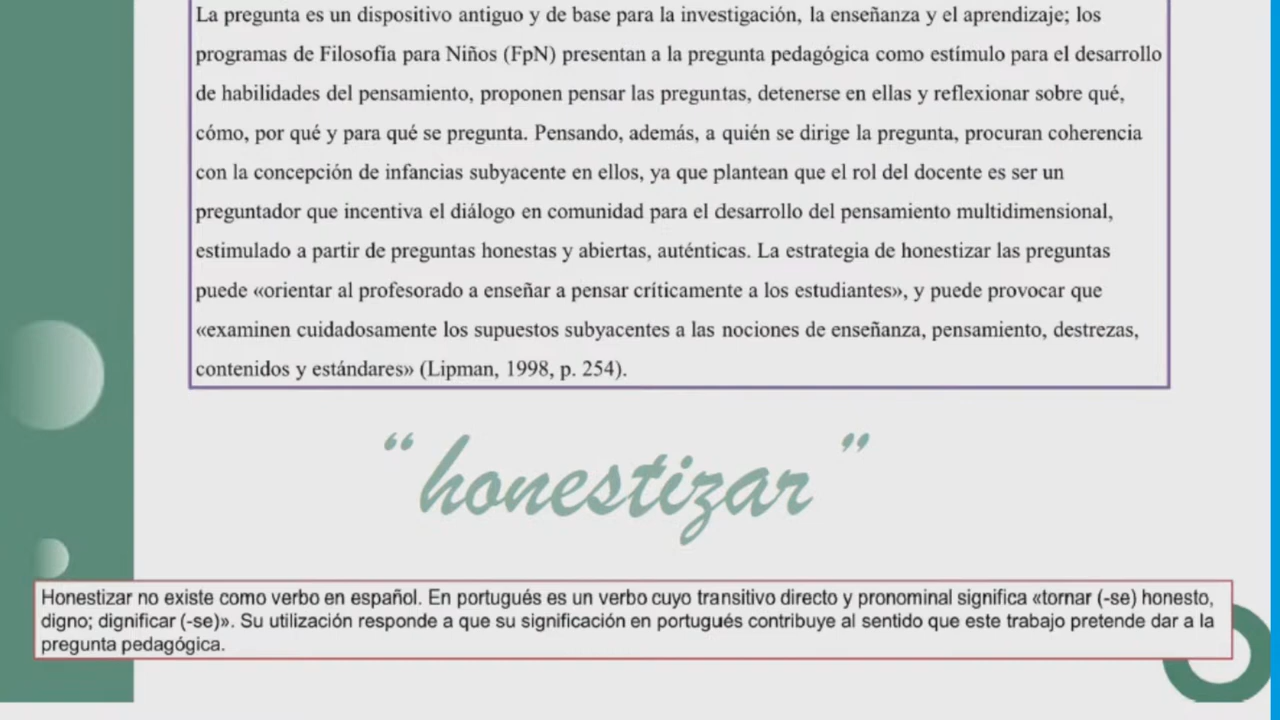 La pregunta es un dispositivo antiguo y de base para la investigación, la enseñanza y el aprendizaje; los
programas de Filosofía para Niños (FpN) presentan a la pregunta pedagógica como estímulo para el desarrollo
de habilidades del pensamiento, proponen pensar las preguntas, detenerse en ellas y reflexionar sobre qué,
cómo, por qué y para qué se pregunta. Pensando, además, a quién se dirige la pregunta, procuran coherencia
con la concepción de infancias subyacente en ellos, ya que plantean que el rol del docente es ser un
preguntador que incentiva el diálogo en comunidad para el desarrollo del pensamiento multidimensional,
estimulado a partir de preguntas honestas y abiertas, auténticas. La estrategia de honestizar las preguntas
puede «orientar al profesorado a enseñar a pensar críticamente a los estudiantes», y puede provocar que
«examinen cuidadosamente los supuestos subyacentes a las nociones de enseñanza, pensamiento, destrezas,
contenidos y estándares» (Lipman, 1998, p. 254).
“honestizar”
Honestizar no existe como verbo en español. En portugués es un verbo cuyo transitivo directo y pronominal significa «tornar (-se) honesto,
digno; dignificar (-se)». Su utilización responde a que su significación en portugués contribuye al sentido que este trabajo pretende dar a la
pregunta pedagógica.